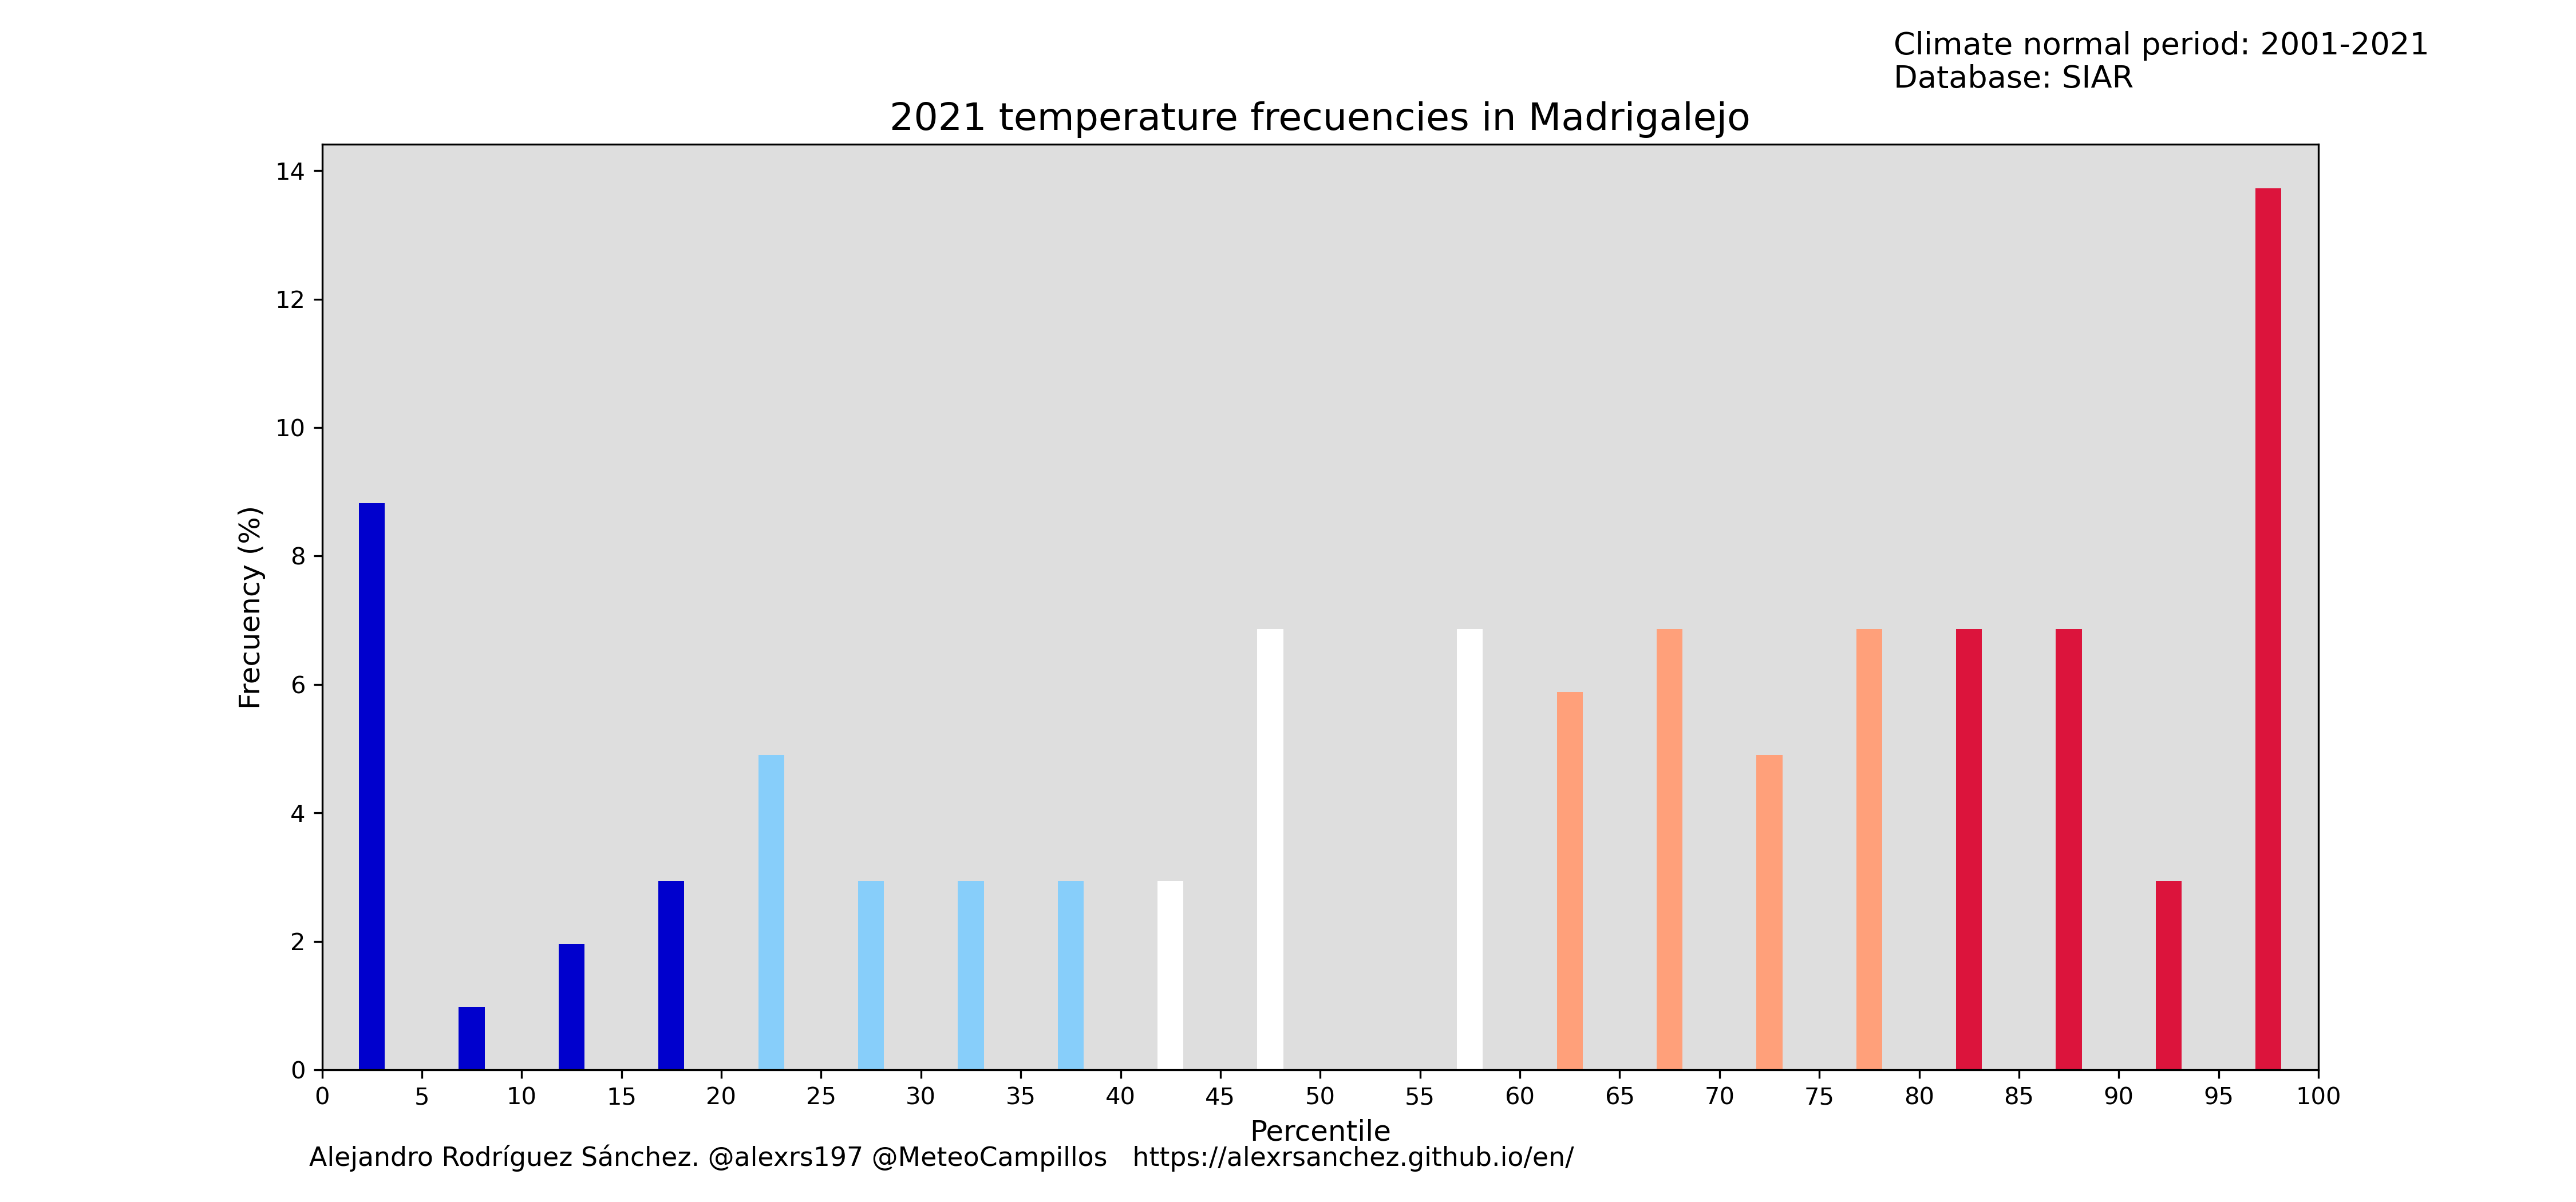 Climate normal period: 2001-2021
Database: SIAR
2021 temperature frecuencies in Madrigalejo
14
12
10
8
6
4
2
0
Frecuency (%)
0 5 10 15 20 25 30 35 40 45 50 55 60 65 70 75 80 85 90 95 100
Percentile
Alejandro Rodríguez Sánchez. @alexrs197 @MeteoCampillos https://alexrsanchez.github.io/en/